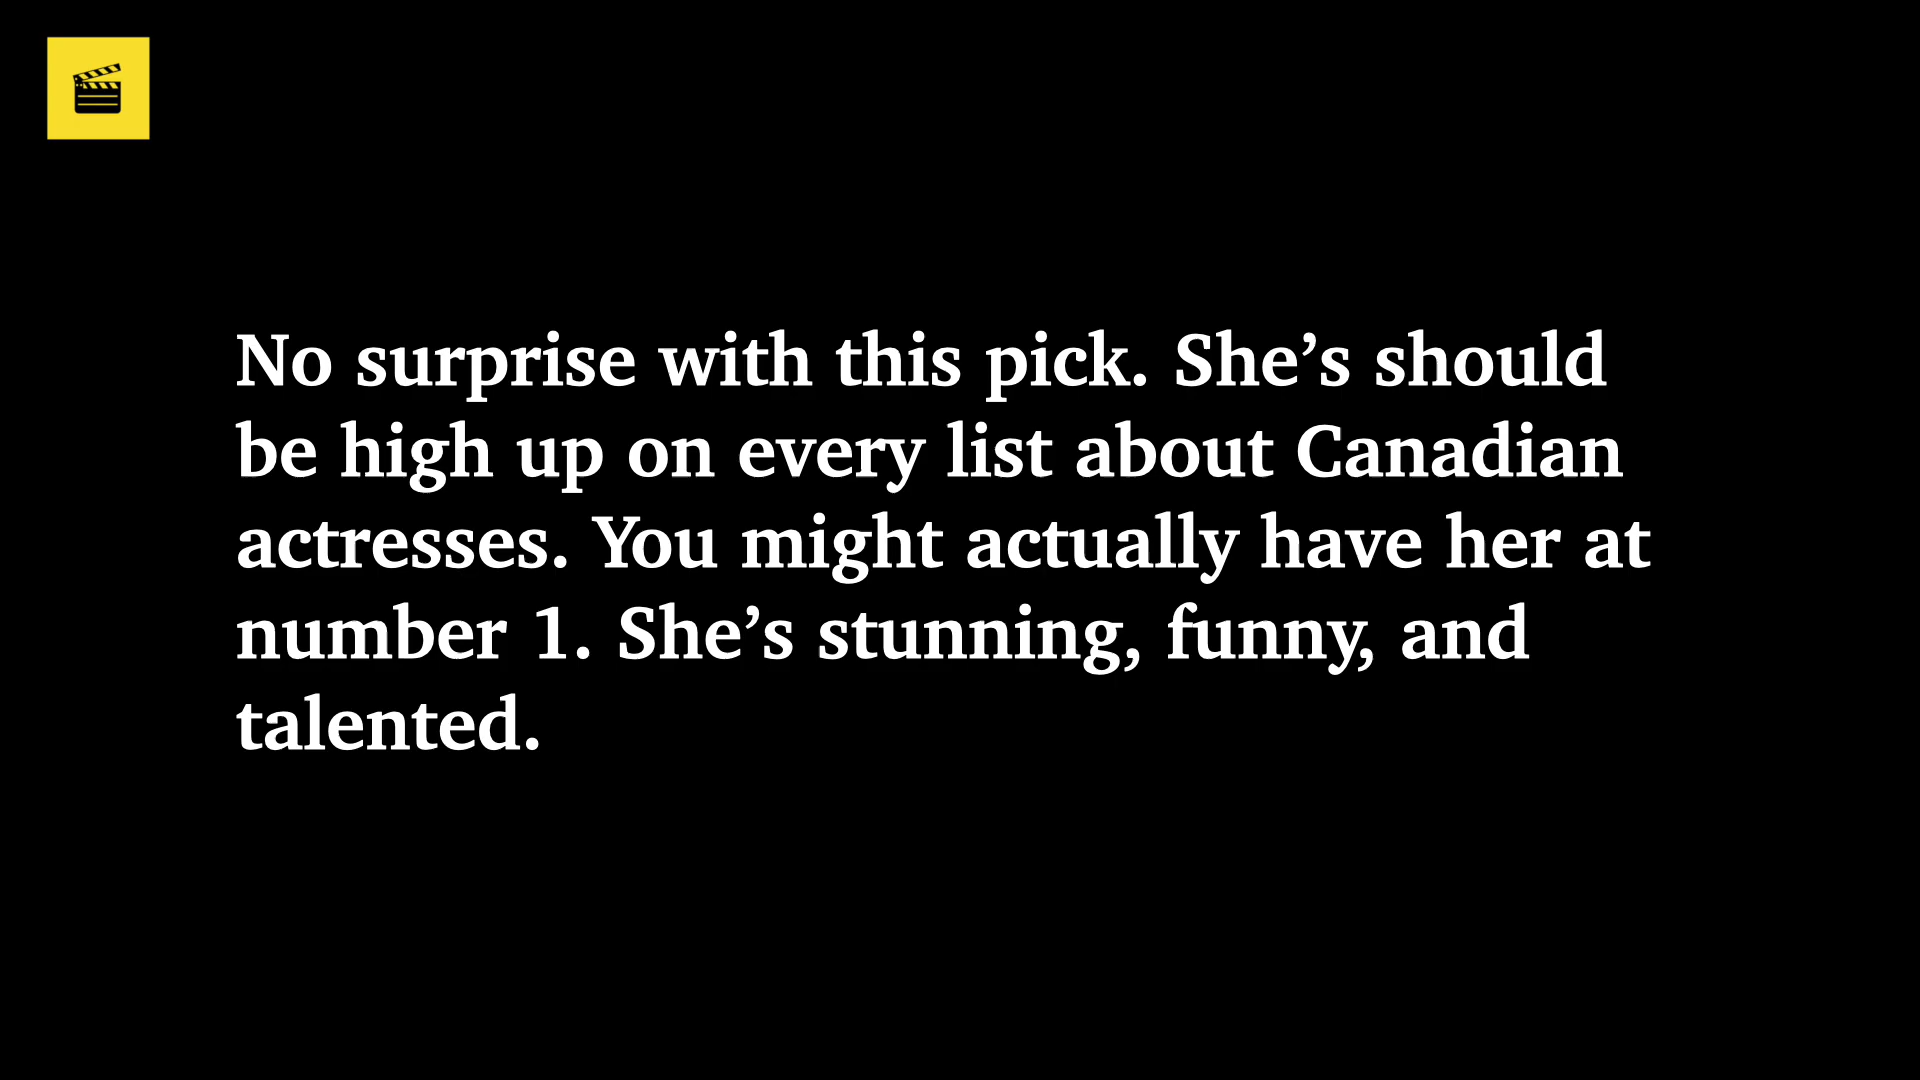 No surprise with this pick. She’s should
be high up on every list about Canadian
actresses. You might actually have her at
number 1. She’s stunning, funny, and
talented.